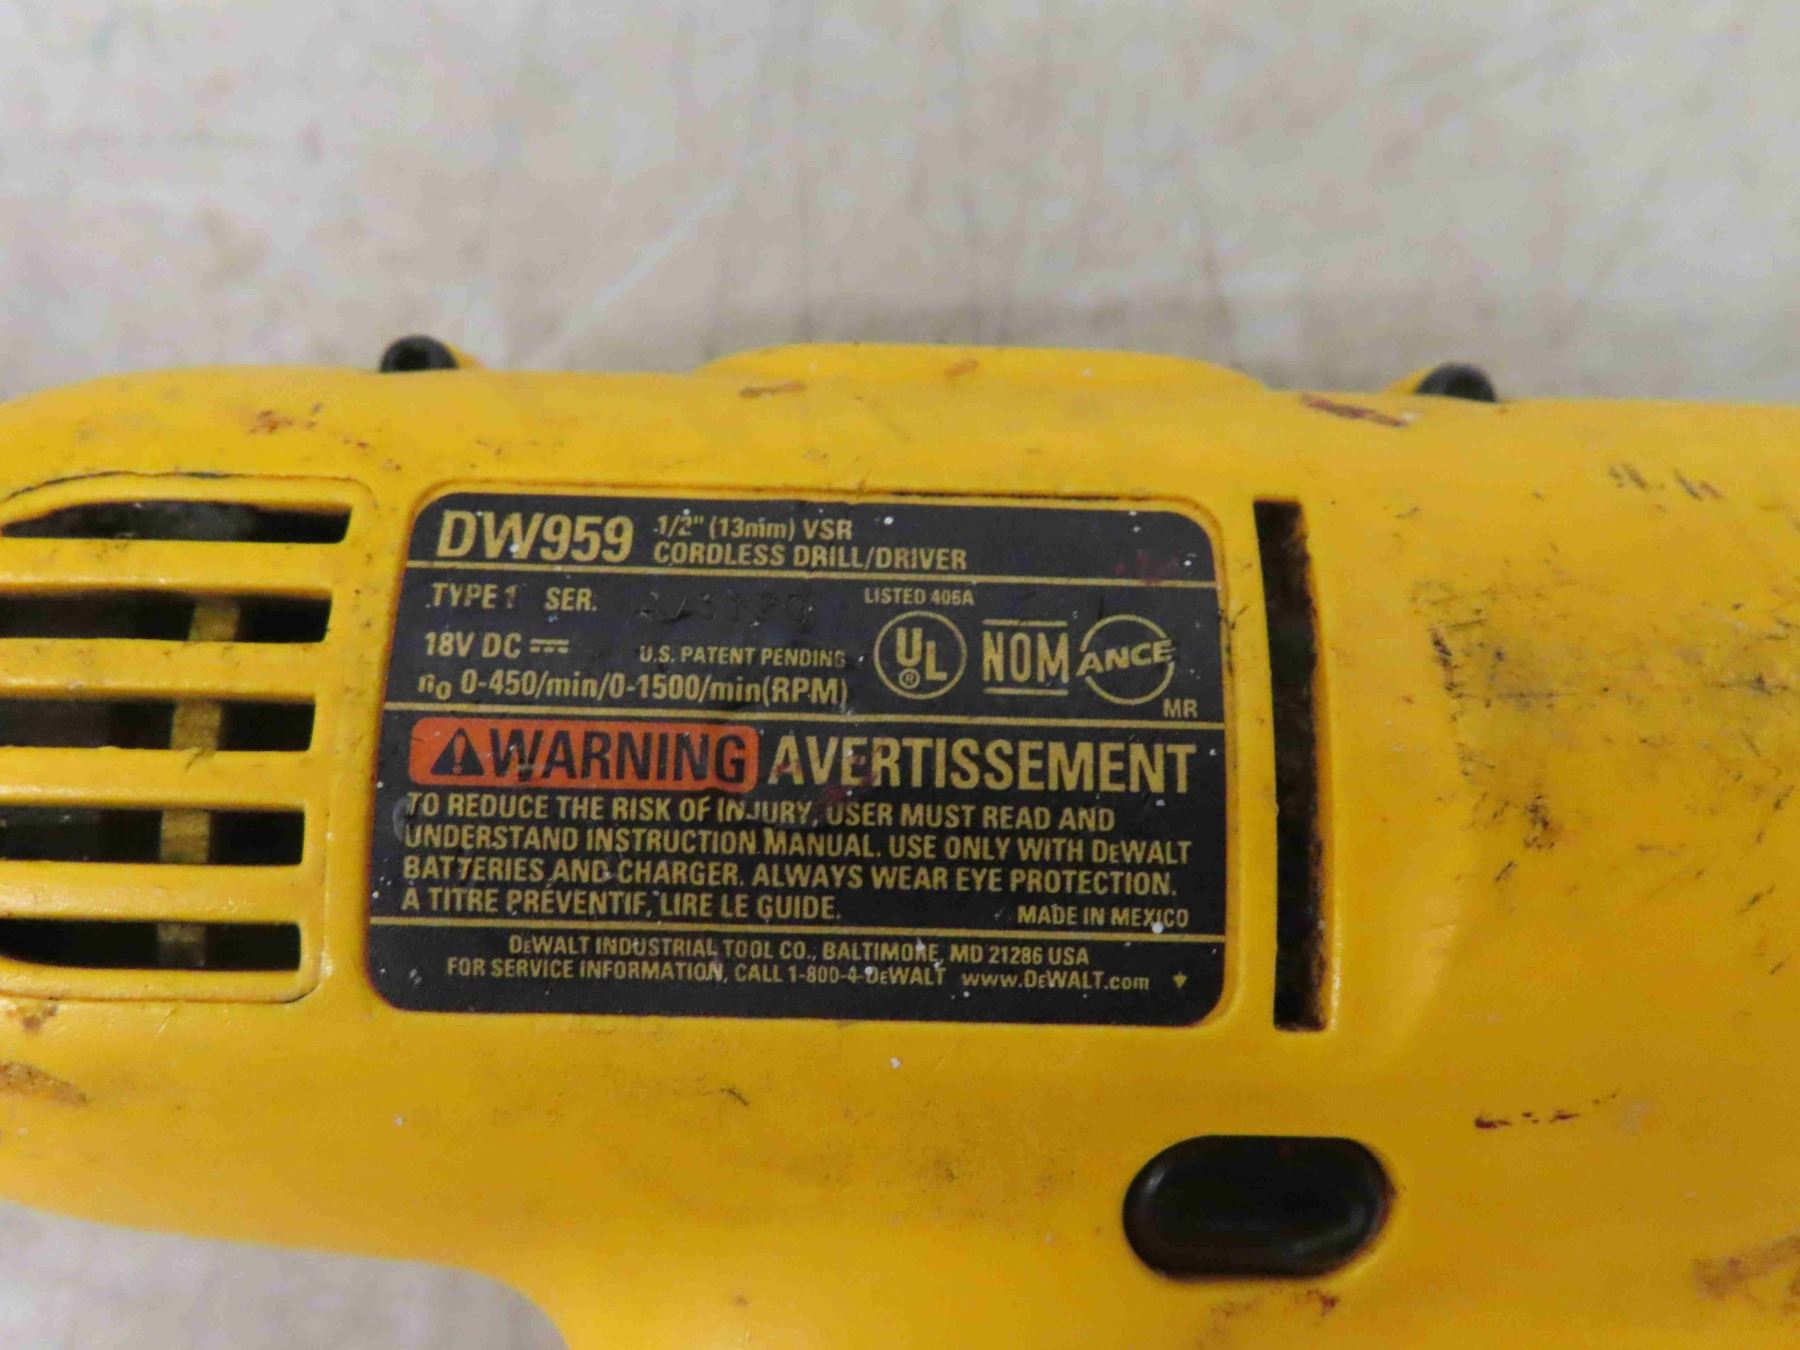 DW959 1/2" (13mm) VSR
CORDLESS DRILL/DRIVER
TYPE 1 SER. LISTED 406A
18V DC U.S. PATENT PENDING
n0 0-450/min/0-1500/min(RPM)
UL ® NOM ANCE
MR
WARNING AVERTISSEMENT
TO REDUCE THE RISK OF INJURY, USER MUST READ AND
UNDERSTAND INSTRUCTION MANUAL. USE ONLY WITH DEWALT
BATTERIES AND CHARGER. ALWAYS WEAR EYE PROTECTION.
A TITRE PRÉVENTIF, LIRE LE GUIDE. MADE IN MEXICO
DEWALT INDUSTRIAL TOOL CO., BALTIMORE, MD 21286 USA
FOR SERVICE INFORMATION, CALL 1-800-4-DEWALT www.DEWALT.com